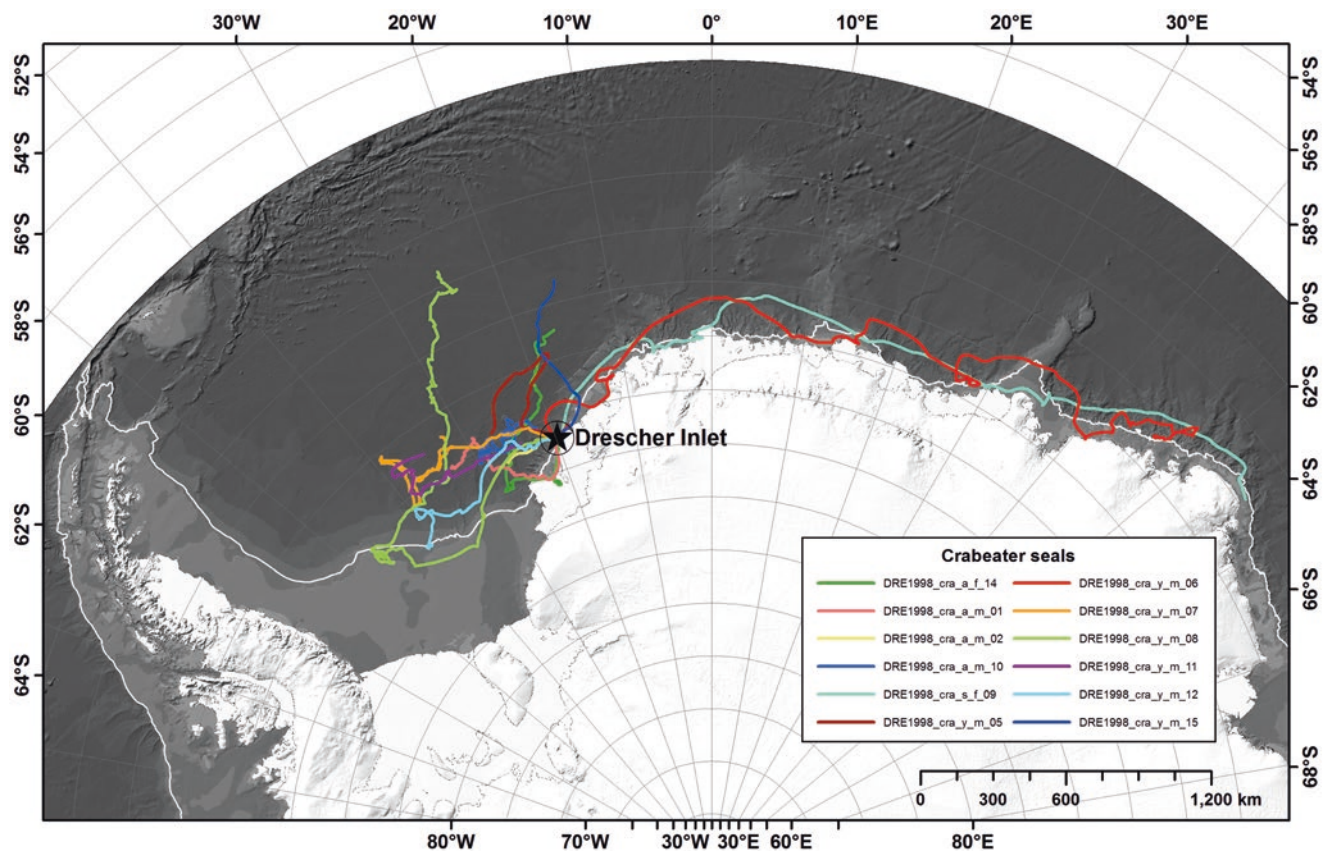 30°W 20°W 10°W 0° 10°E 20°E 30°E
52°S
54°S
56°S
58°S
60°S
62°S
64°S
54°S
56°S
58°S
60°S
62°S
64°S
66°S
68°S
Drescher Inlet
Crabeater seals
DRE1998_cra_a_f_14 DRE1998_cra_y_m_06
DRE1998_cra_a_m_01 DRE1998_cra_y_m_07
DRE1998_cra_a_m_02 DRE1998_cra_y_m_08
DRE1998_cra_a_m_10 DRE1998_cra_y_m_11
DRE1998_cra_s_f_09 DRE1998_cra_y_m_12
DRE1998_cra_y_m_05 DRE1998_cra_y_m_15
0 300 600 1,200 km
80°W 70°W 30°W 30°E 60°E 80°E